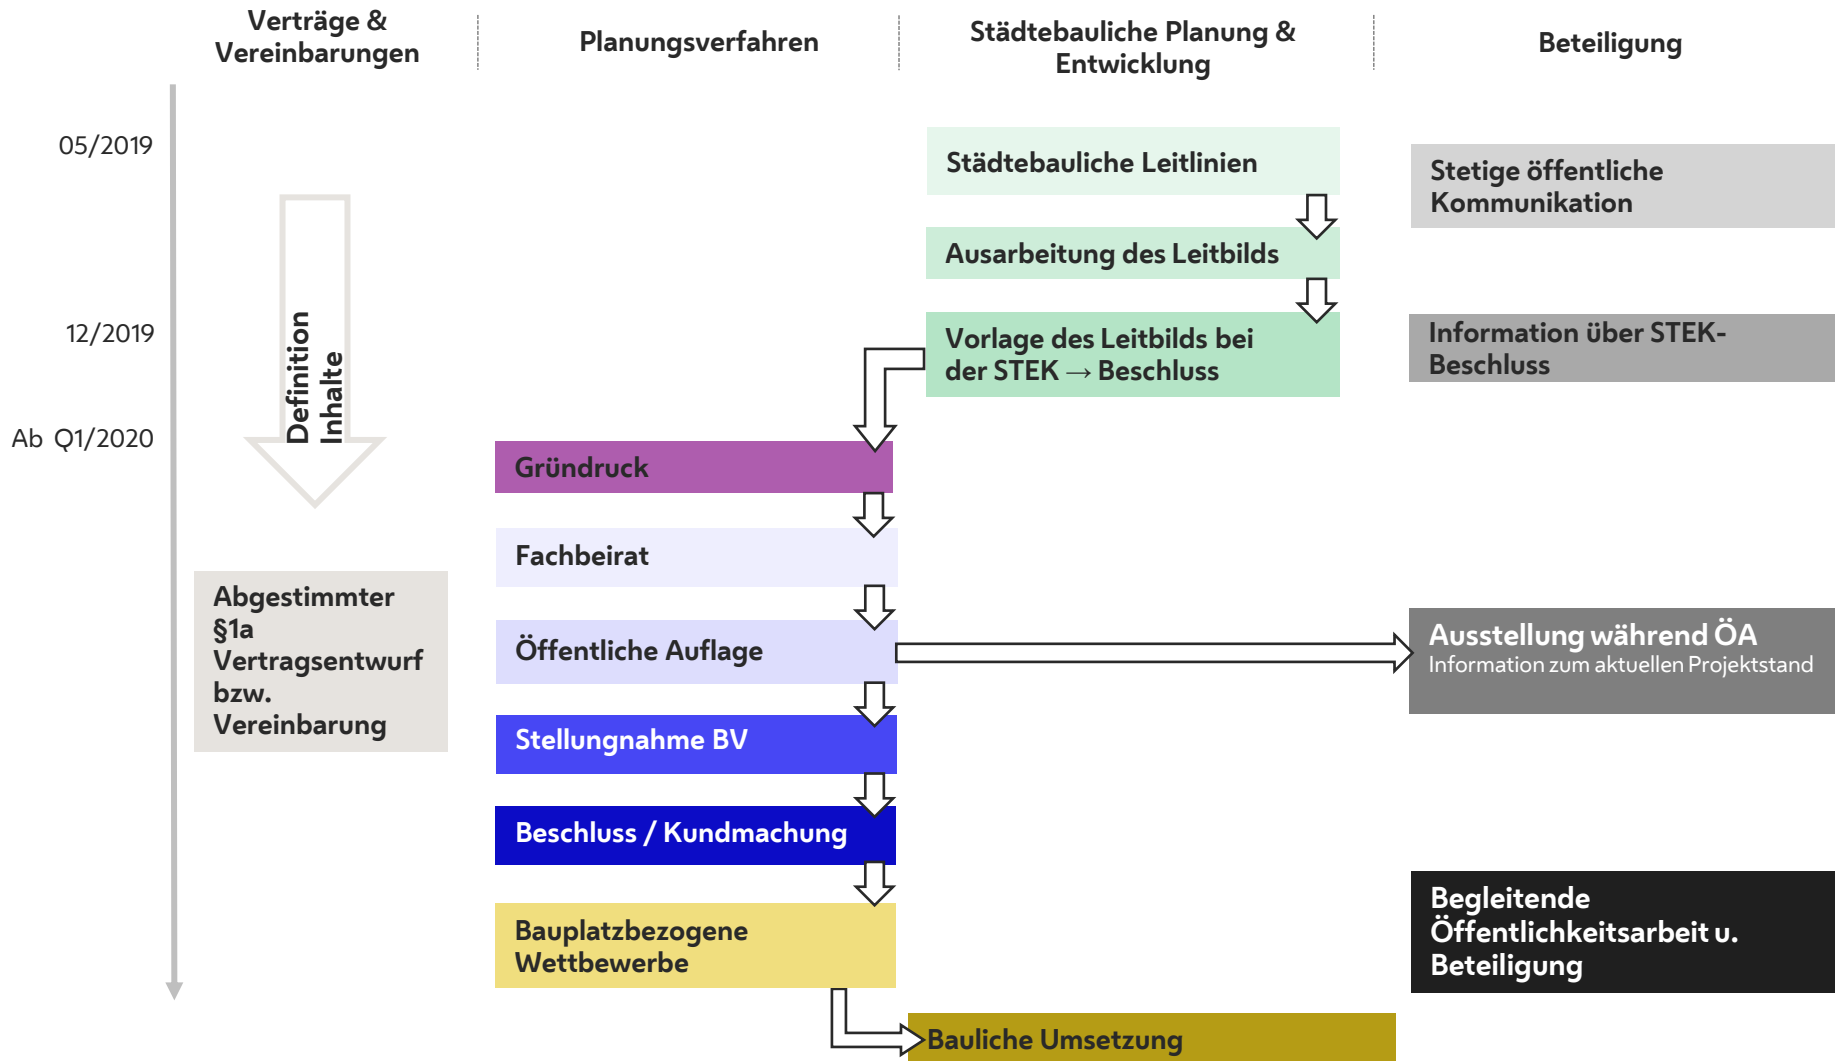 Verträge &
Vereinbarungen
Planungsverfahren
Städtebauliche Planung &
Entwicklung
Beteiligung
05/2019
12/2019
Ab Q1/2020
Definition
Inhalte
Abgestimmter
§1a
Vertragsentwurf
bzw.
Vereinbarung
Gründruck
Fachbeirat
Öffentliche Auflage
Stellungnahme BV
Beschluss / Kundmachung
Bauplatzbezogene
Wettbewerbe
Städtebauliche Leitlinien
Ausarbeitung des Leitbilds
Vorlage des Leitbilds bei
der STEK → Beschluss
Bauliche Umsetzung
Stetige öffentliche
Kommunikation
Information über STEK-
Beschluss
Ausstellung während ÖA
Information zum aktuellen Projektstand
Begleitende
Öffentlichkeitsarbeit u.
Beteiligung